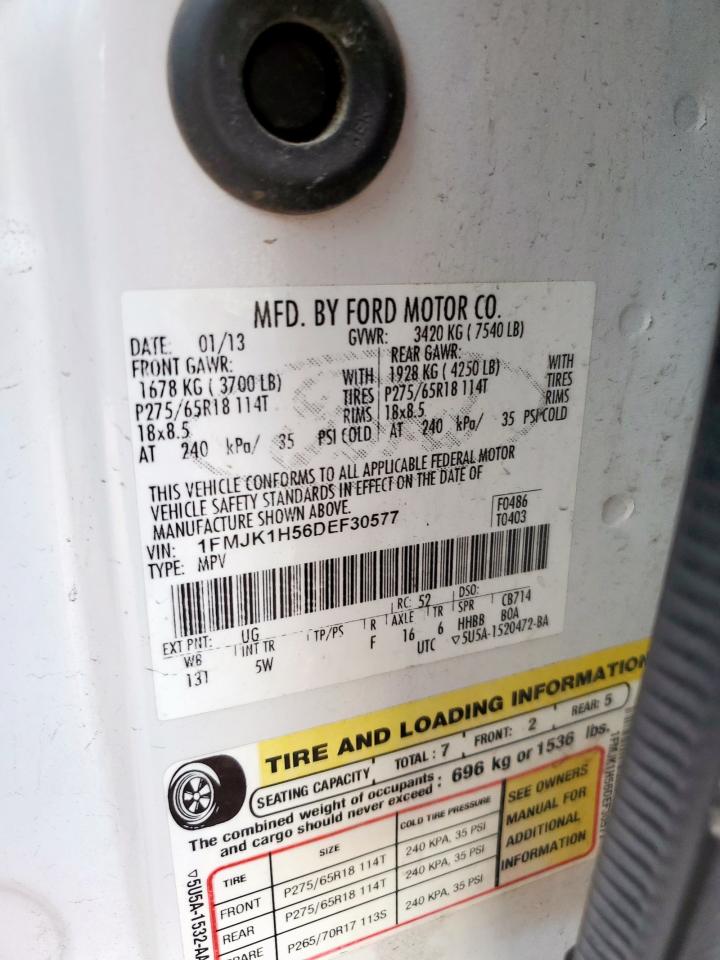 MFD. BY FORD MOTOR CO.
DATE: 01/13 GVWR: 3420 KG ( 7540 LB)
FRONT GAWR: REAR GAWR:
1678 KG ( 3700 LB) WITH 1928 KG ( 4250 LB) WITH
P275/65R18 114T TIRES P275/65R18 114T TIRES
18x8.5 RIMS 18x8.5 RIMS
AT 240 kPa/ 35 PSI COLD AT 240 kPa/ 35 PSI COLD
THIS VEHICLE CONFORMS TO ALL APPLICABLE FEDERAL MOTOR
VEHICLE SAFETY STANDARDS IN EFFECT ON THE DATE OF
MANUFACTURE SHOWN ABOVE.
VIN: 1FMJK1H56DEF30577
TYPE: MPV
F0486
T0403
EXT PNT: UG RC: 52 DSO:
WB INT TR TP/PS R AXLE TR SPR CB714
131 5W F 16 6 HHBB BOA
UTC ▽5U5A-1520472-BA
TIRE AND LOADING INFORMATION
SEATING CAPACITY TOTAL : 7 FRONT: 2 REAR: 5
The combined weight of occupants
and cargo should never exceed : 696 kg or 1536 lbs.
TIRE SIZE COLD TIRE PRESSURE
FRONT P275/65R18 114T 240 KPA, 35 PSI
REAR P275/65R18 114T 240 KPA, 35 PSI
P265/70R17 113S 240 KPA, 35 PSI
SEE OWNERS
MANUAL FOR
ADDITIONAL
INFORMATION
▽5U5A-1532-AA